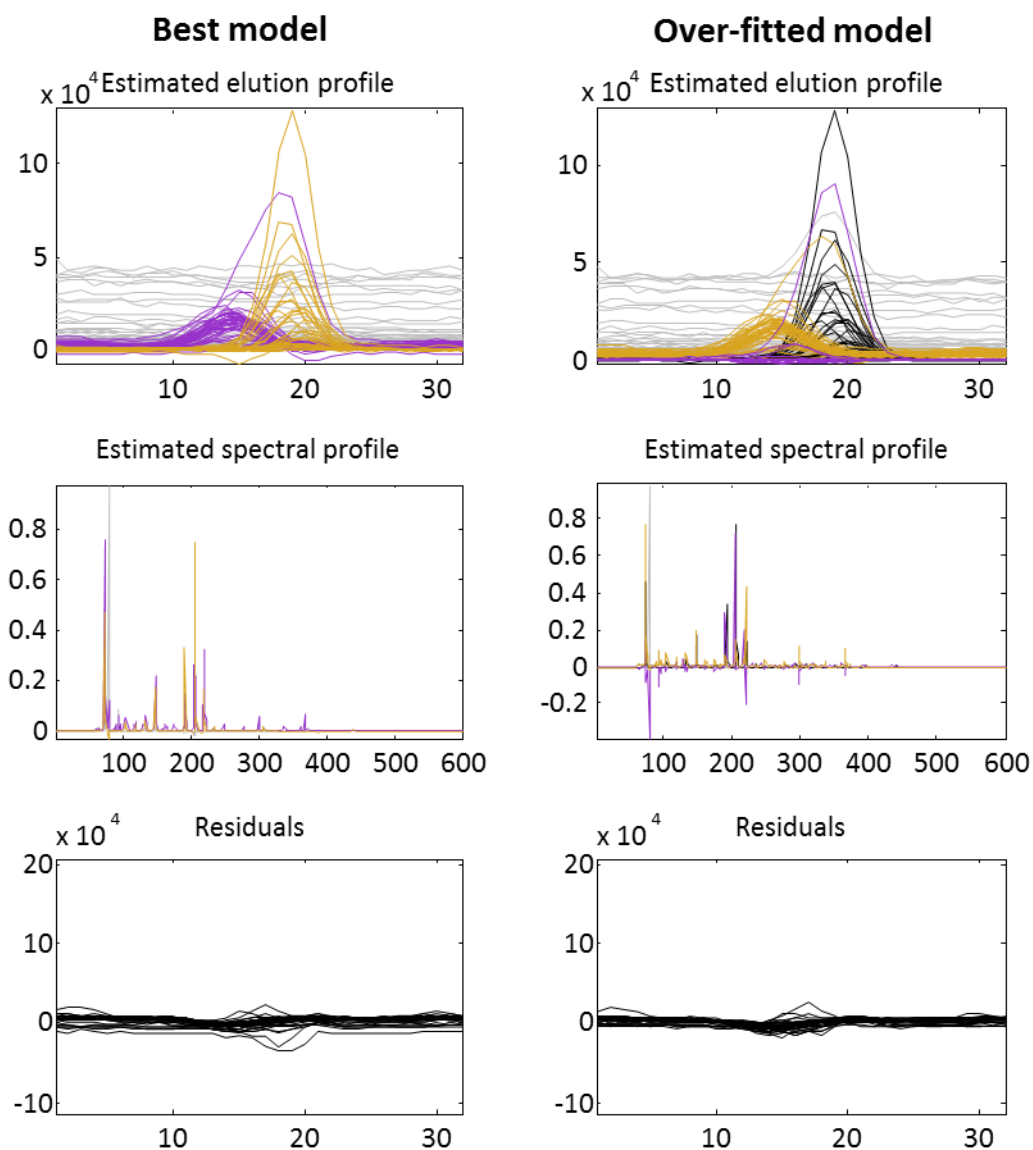 Best model
Over-fitted model
x 10^4 Estimated elution profile
10
5
0
10 20 30
x 10^4 Estimated elution profile
10
5
0
10 20 30
Estimated spectral profile
0.8
0.6
0.4
0.2
0
100 200 300 400 500 600
Estimated spectral profile
0.8
0.6
0.4
0.2
0
-0.2
100 200 300 400 500 600
x 10^4 Residuals
20
10
0
-10
10 20 30
x 10^4 Residuals
20
10
0
-10
10 20 30